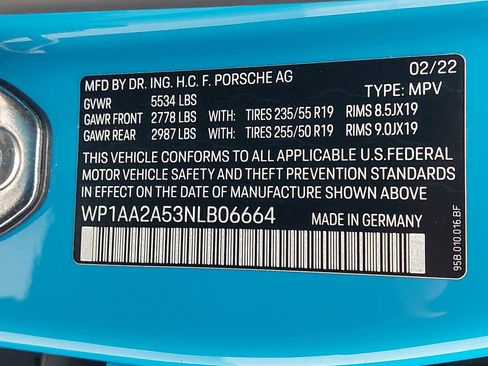 MFD BY DR. ING. H.C. F. PORSCHE AG 02/22
GVWR 5534 LBS TYPE: MPV
GAWR FRONT 2778 LBS WITH: TIRES 235/55 R19 RIMS 8.5JX19
GAWR REAR 2987 LBS WITH: TIRES 255/50 R19 RIMS 9.0JX19
THIS VEHICLE CONFORMS TO ALL APPLICABLE U.S.FEDERAL
MOTOR VEHICLE SAFETY AND THEFT PREVENTION STANDARDS
IN EFFECT ON THE DATE OF MANUFACTURE SHOWN ABOVE
WP1AA2A53NLB06664 MADE IN GERMANY
95B.010.016.BF